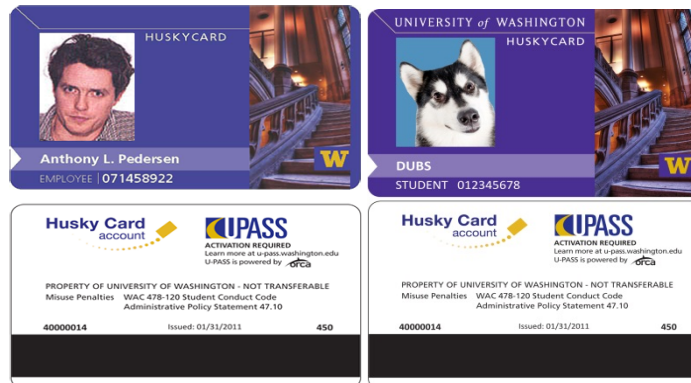 HUSKYCARD
Anthony L. Pedersen
EMPLOYEE | 071458922
W
UNIVERSITY of WASHINGTON
HUSKYCARD
DUBS
STUDENT 012345678
W
Husky Card
account
UPASS
ACTIVATION REQUIRED
Learn more at u-pass.washington.edu
U-PASS is powered by orca
PROPERTY OF UNIVERSITY OF WASHINGTON - NOT TRANSFERABLE
Misuse Penalties WAC 478-120 Student Conduct Code
Administrative Policy Statement 47.10
40000014 Issued: 01/31/2011 450
Husky Card
account
UPASS
ACTIVATION REQUIRED
Learn more at u-pass.washington.edu
U-PASS is powered by orca
PROPERTY OF UNIVERSITY OF WASHINGTON - NOT TRANSFERABLE
Misuse Penalties WAC 478-120 Student Conduct Code
Administrative Policy Statement 47.10
40000014 Issued: 01/31/2011 450